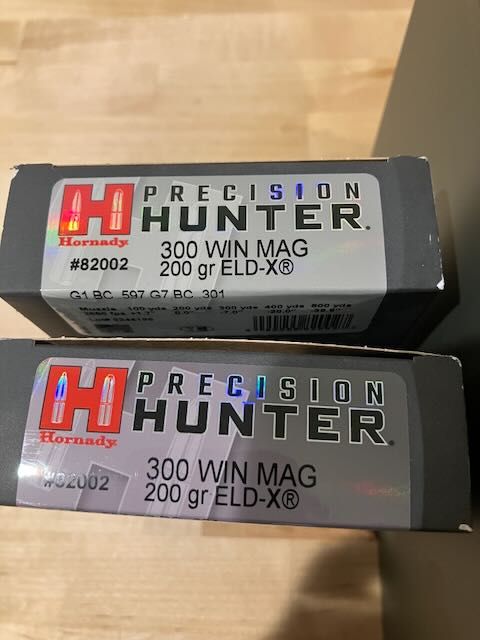 PRECISION
HUNTER®
Hornady®
300 WIN MAG
#82002
200 gr ELD-X®
G1 BC .597 G7 BC .301
Muzzle 100 yds 200 yds 300 yds 400 yds 500 yds
PRECISION
HUNTER®
Hornady®
300 WIN MAG
#82002
200 gr ELD-X®